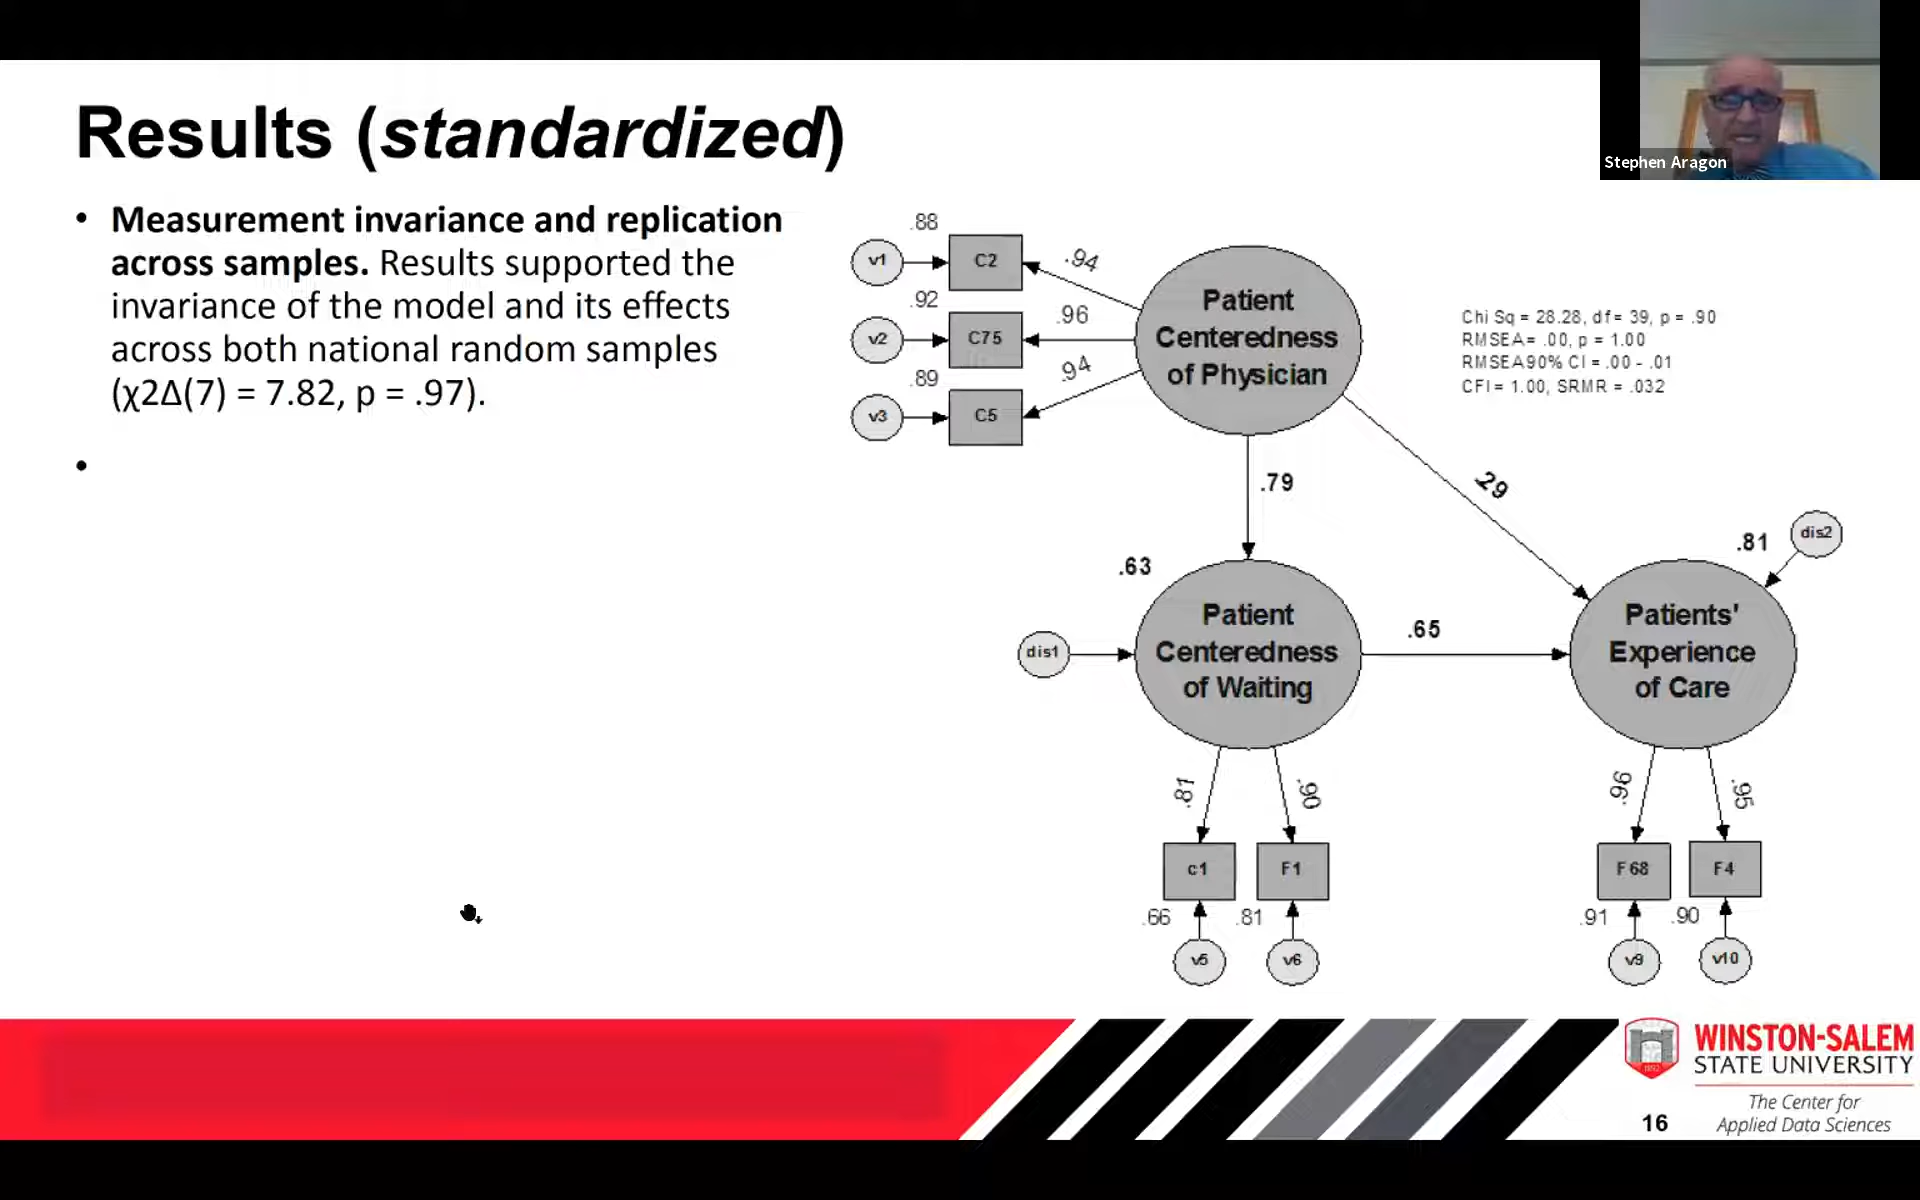 Stephen Aragon
Results (standardized)
• Measurement invariance and replication
across samples. Results supported the
invariance of the model and its effects
across both national random samples
(χ2Δ(7) = 7.82, p = .97).
•
.88
v1
C2
.94
.92
v2
C75
.96
.89
v3
C5
.94
Patient
Centeredness
of Physician
Chi Sq = 28.28, df= 39, p = .90
RMSEA= .00, p = 1.00
RMSEA90% CI = .00 - .01
CFI= 1.00, SRMR = .032
.79
.29
.63
dis1
Patient
Centeredness
of Waiting
.65
.81
dis2
Patients'
Experience
of Care
.81
.90
.96
.95
c1
F1
F68
F4
.66
.81
.91
.90
v5
v6
v9
v10
1892
WINSTON-SALEM
STATE UNIVERSITY
The Center for
Applied Data Sciences
16